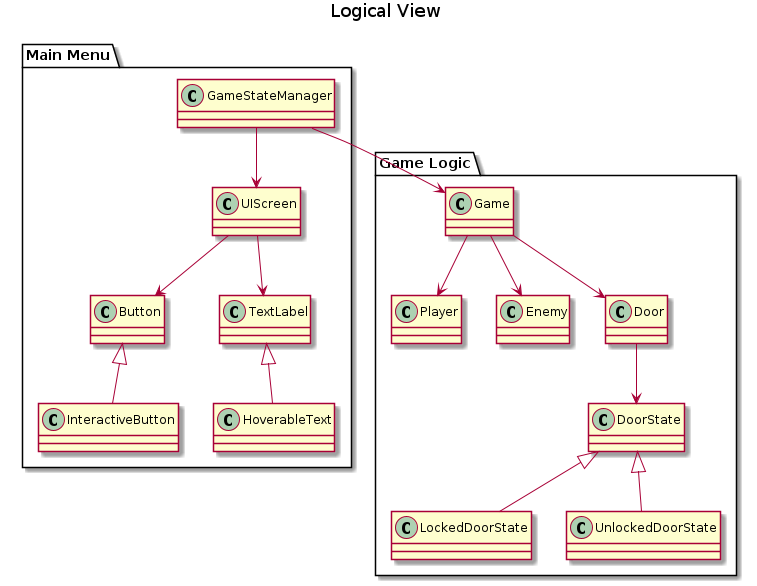 Logical View
Main Menu
C GameStateManager
Game Logic
C UIScreen
C Game
C Button
C TextLabel
C Player
C Enemy
C Door
C InteractiveButton
C HoverableText
C DoorState
C LockedDoorState
C UnlockedDoorState